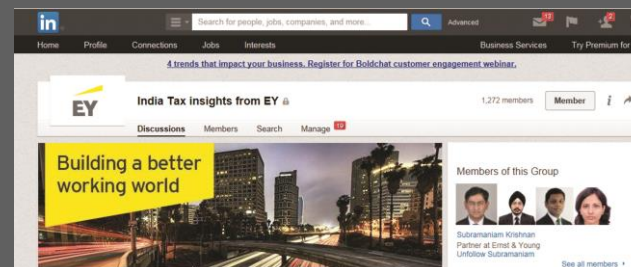 in
Search for people, jobs, companies, and more...
Advanced
12
2
Home Profile Connections Jobs Interests Business Services Try Premium for
4 trends that impact your business. Register for Boldchat customer engagement webinar.
EY
India Tax insights from EY
1,272 members Member i
Discussions Members Search Manage 19
Building a better
working world
Members of this Group
Subramaniam Krishnan
Partner at Ernst & Young
Unfollow Subramaniam
See all members